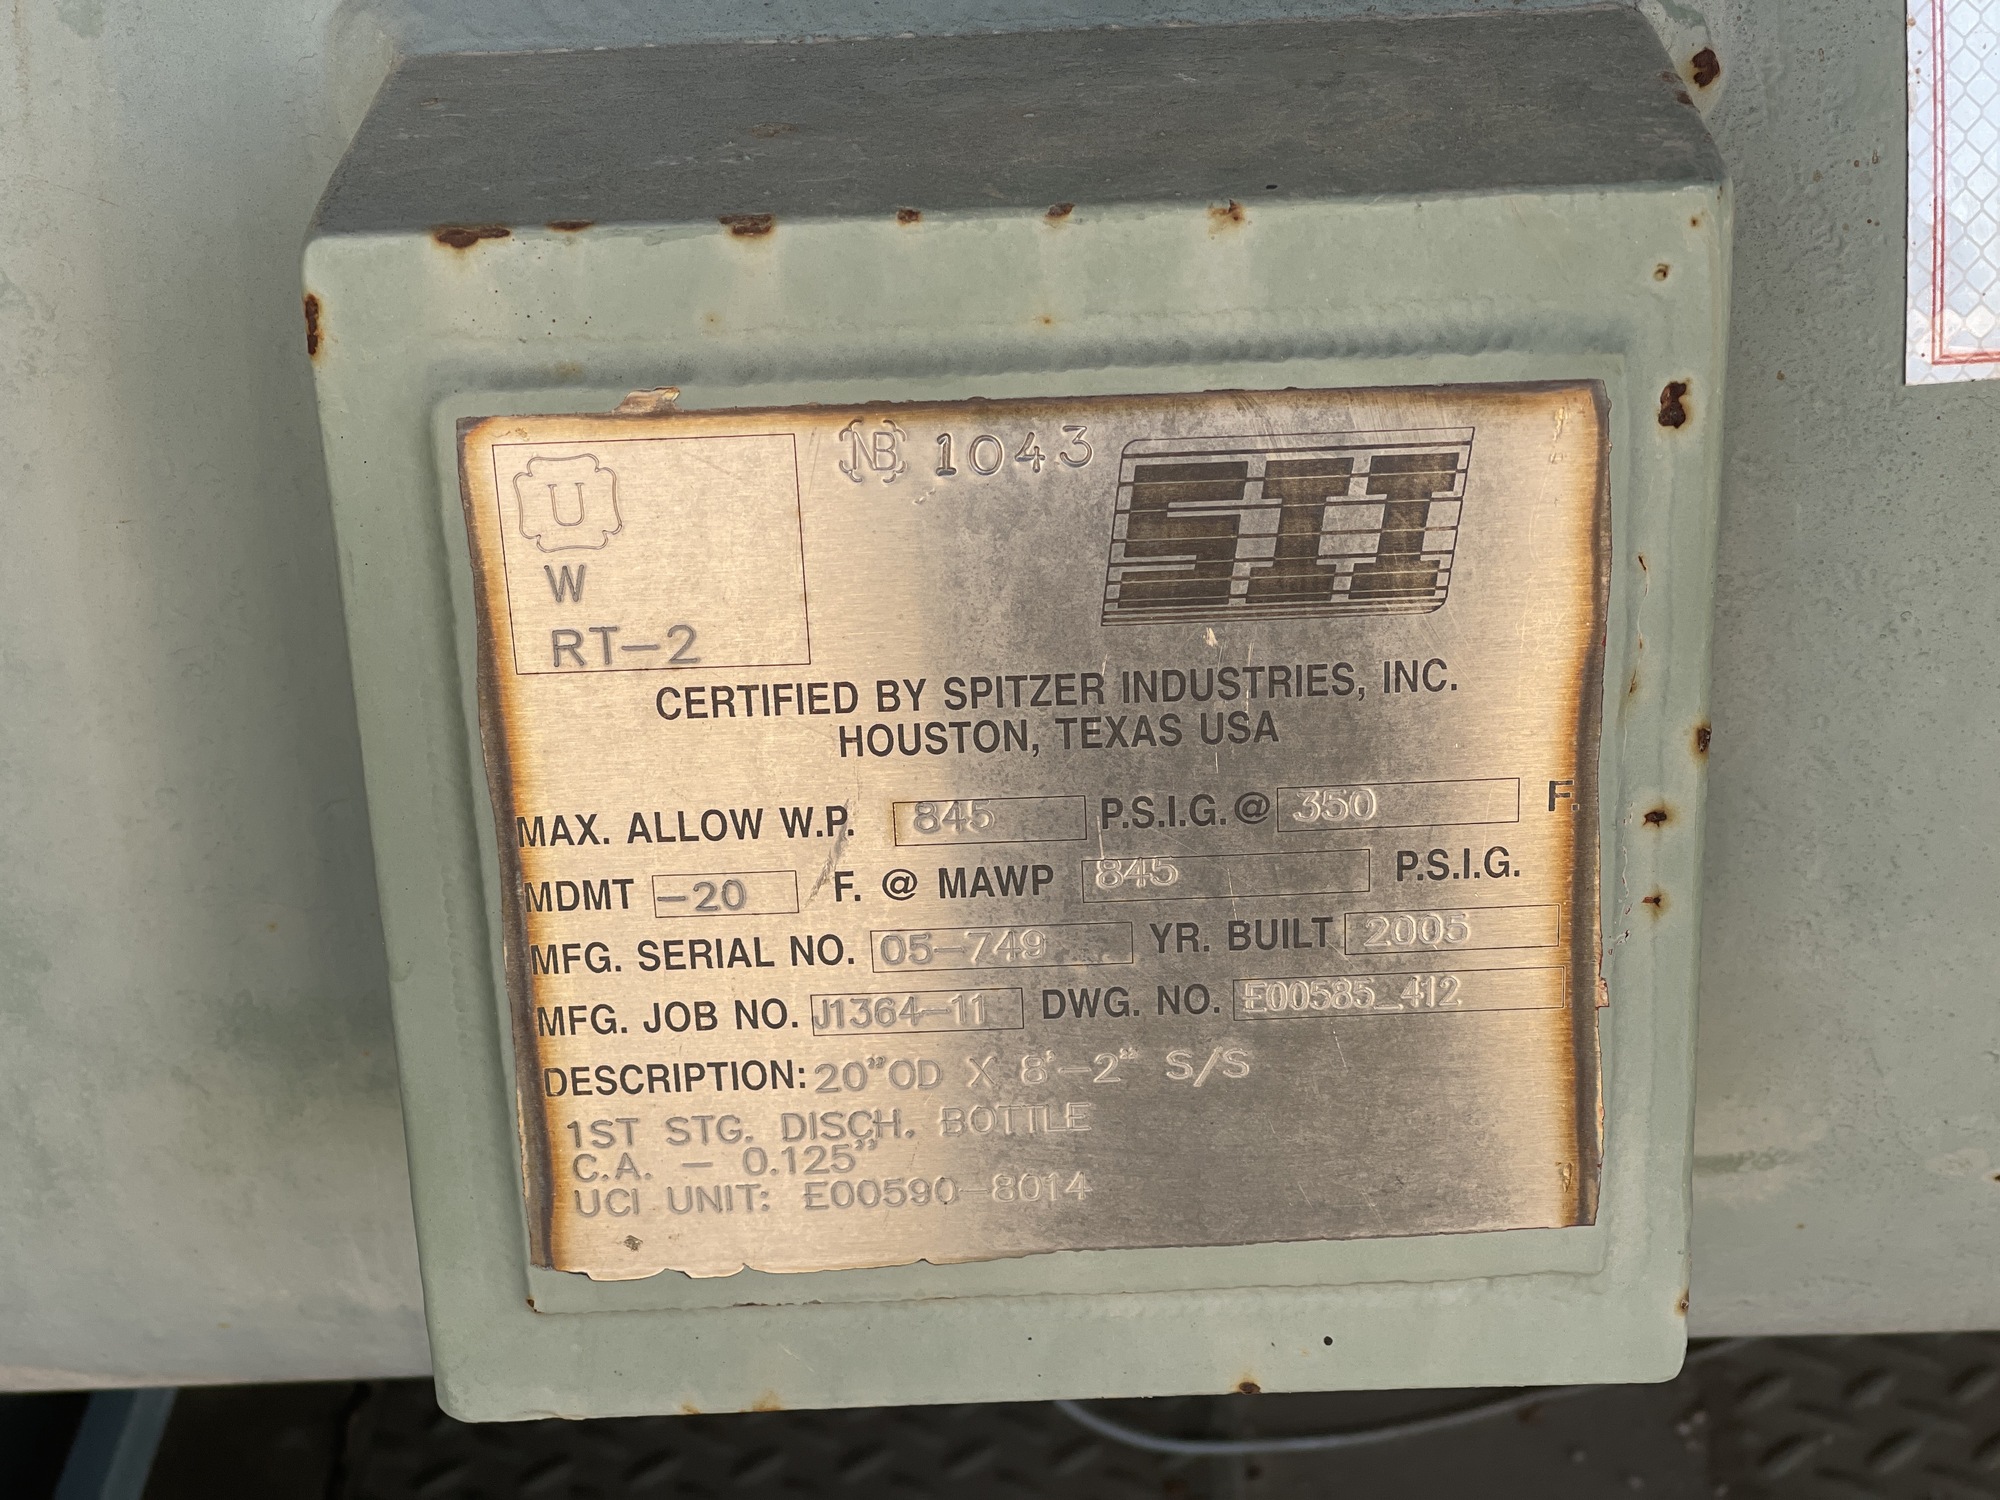 U
W
RT-2
NB 1043
SII
CERTIFIED BY SPITZER INDUSTRIES, INC.
HOUSTON, TEXAS USA
MAX. ALLOW W.P. 845 P.S.I.G. @ 350 F.
MDMT -20 F. @ MAWP 845 P.S.I.G.
MFG. SERIAL NO. 05-749 YR. BUILT 2005
MFG. JOB NO. J1364-11 DWG. NO. E00585_412
DESCRIPTION: 20"OD X 8'-2" S/S
1ST STG. DISCH. BOTTLE
C.A. - 0.125"
UCI UNIT: E00590-8014